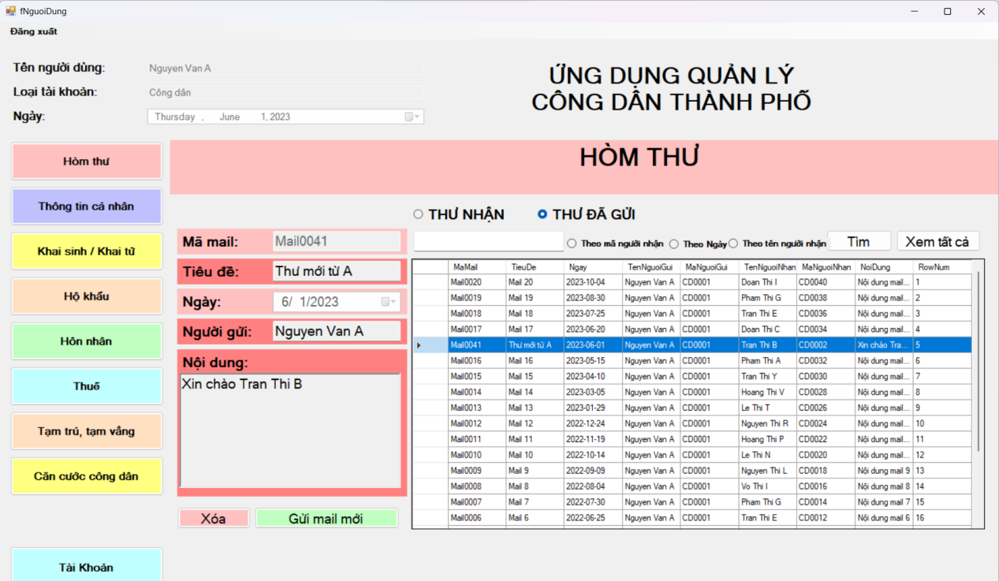 fNguoiDung
Đăng xuất
Tên người dùng: Nguyen Van A
Loại tài khoản: Công dân
Ngày: Thursday , June 1, 2023
ỨNG DỤNG QUẢN LÝ
CÔNG DÂN THÀNH PHỐ
Hòm thư
Thông tin cá nhân
Khai sinh / Khai tử
Hộ khẩu
Hôn nhân
Thuế
Tạm trú, tạm vắng
Căn cước công dân
Tài Khoản
HÒM THƯ
THƯ NHẬN THƯ ĐÃ GỬI
Mã mail: Mail0041
Tiêu đề: Thư mới từ A
Ngày: 6/ 1/2023
Người gửi: Nguyen Van A
Nội dung:
Xin chào Tran Thi B
Xóa Gửi mail mới
Theo mã người nhận Theo Ngày Theo tên người nhận Tìm Xem tất cả
MaMail TieuDe Ngay TenNguoiGui MaNguoiGui TenNguoiNhan MaNguoiNhan NoiDung RowNum
Mail0020 Mail 20 2023-10-04 Nguyen Van A CD0001 Doan Thi I CD0040 Nội dung mail... 1
Mail0019 Mail 19 2023-08-30 Nguyen Van A CD0001 Pham Thi G CD0038 Nội dung mail... 2
Mail0018 Mail 18 2023-07-25 Nguyen Van A CD0001 Tran Thi E CD0036 Nội dung mail... 3
Mail0017 Mail 17 2023-06-20 Nguyen Van A CD0001 Doan Thi C CD0034 Nội dung mail... 4
Mail0041 Thư mới từ A 2023-06-01 Nguyen Van A CD0001 Tran Thi B CD0002 Xin chào Tra... 5
Mail0016 Mail 16 2023-05-15 Nguyen Van A CD0001 Pham Thi A CD0032 Nội dung mail... 6
Mail0015 Mail 15 2023-04-10 Nguyen Van A CD0001 Tran Thi Y CD0030 Nội dung mail... 7
Mail0014 Mail 14 2023-03-05 Nguyen Van A CD0001 Hoang Thi V CD0028 Nội dung mail... 8
Mail0013 Mail 13 2023-01-29 Nguyen Van A CD0001 Le Thi T CD0026 Nội dung mail... 9
Mail0012 Mail 12 2022-12-24 Nguyen Van A CD0001 Nguyen Thi R CD0024 Nội dung mail... 10
Mail0011 Mail 11 2022-11-19 Nguyen Van A CD0001 Hoang Thi P CD0022 Nội dung mail... 11
Mail0010 Mail 10 2022-10-14 Nguyen Van A CD0001 Le Thi N CD0020 Nội dung mail... 12
Mail0009 Mail 9 2022-09-09 Nguyen Van A CD0001 Nguyen Thi L CD0018 Nội dung mail 9 13
Mail0008 Mail 8 2022-08-04 Nguyen Van A CD0001 Vo Thi I CD0016 Nội dung mail 8 14
Mail0007 Mail 7 2022-07-30 Nguyen Van A CD0001 Pham Thi G CD0014 Nội dung mail 7 15
Mail0006 Mail 6 2022-06-25 Nguyen Van A CD0001 Tran Thi E CD0012 Nội dung mail 6 16